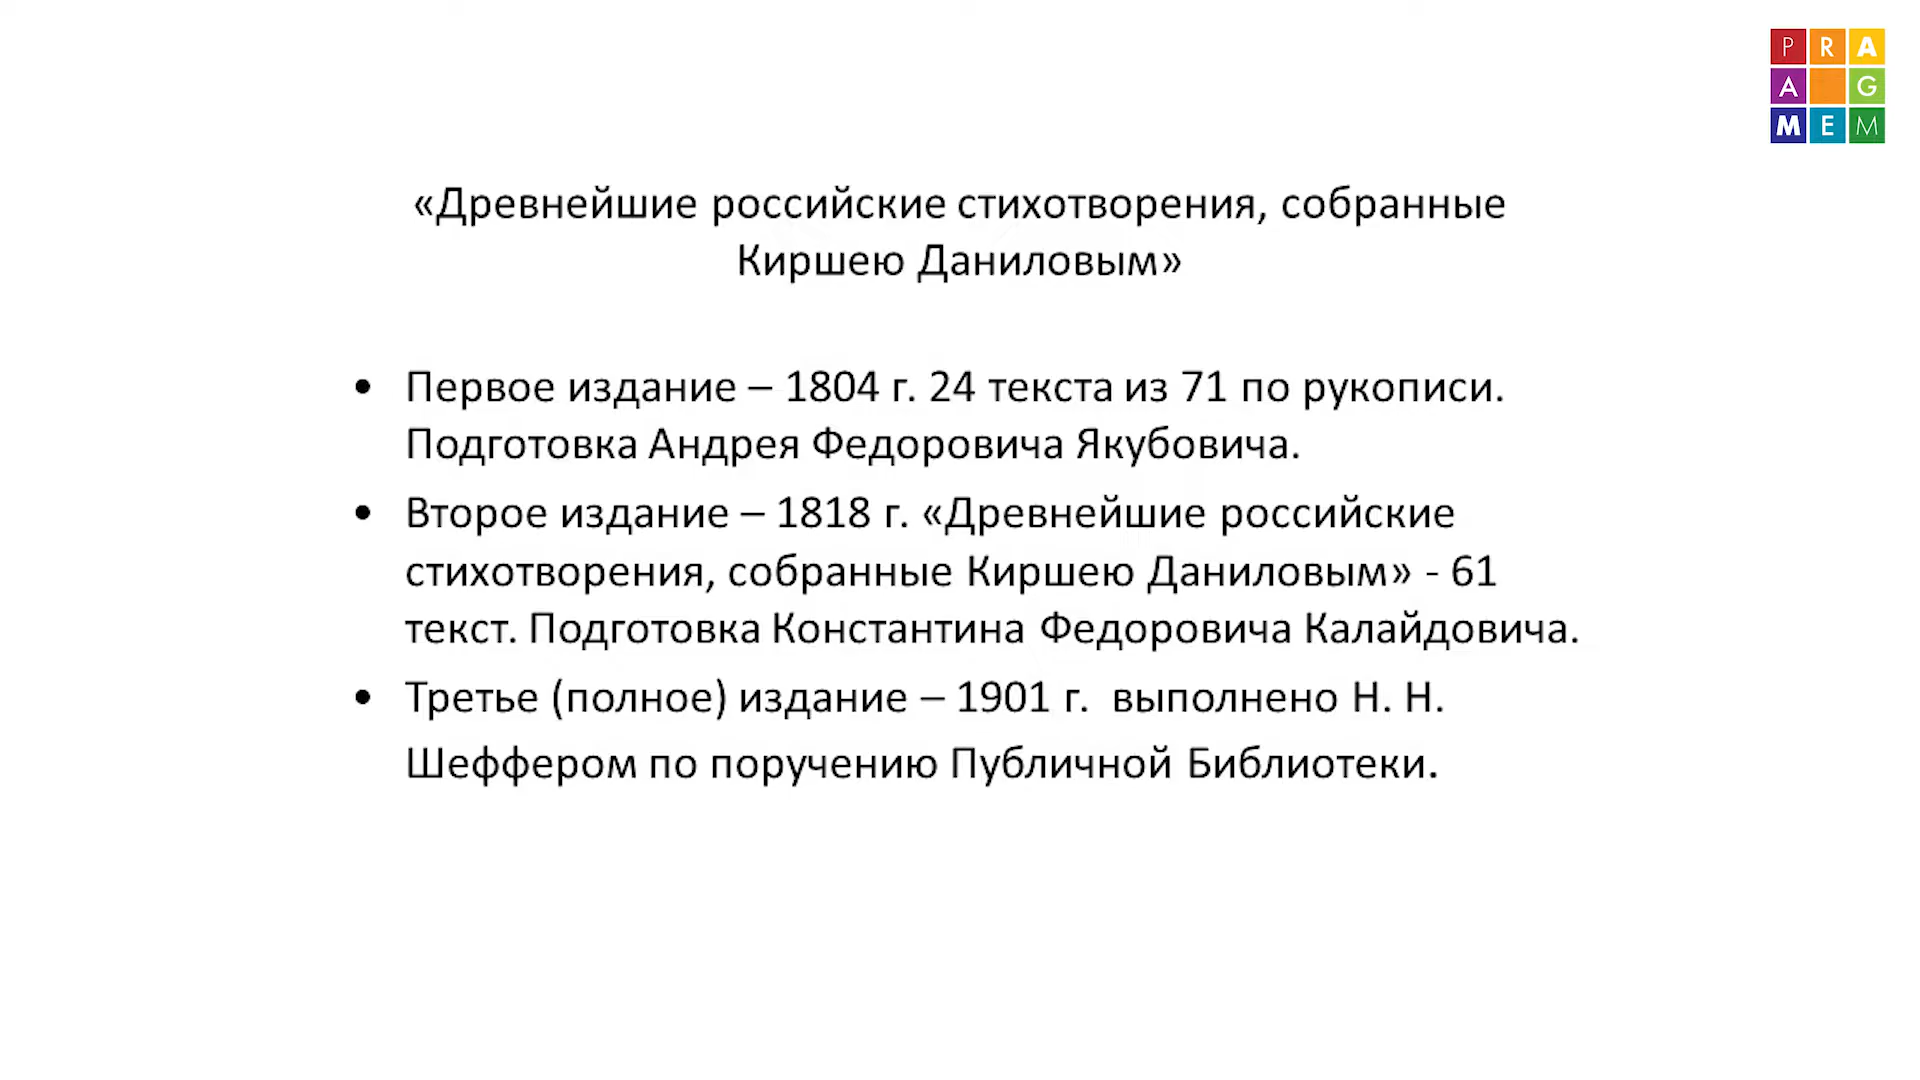 P R A
A G
M E M
«Древнейшие российские стихотворения, собранные
Киршею Даниловым»
• Первое издание – 1804 г. 24 текста из 71 по рукописи.
Подготовка Андрея Федоровича Якубовича.
• Второе издание – 1818 г. «Древнейшие российские
стихотворения, собранные Киршею Даниловым» - 61
текст. Подготовка Константина Федоровича Калайдовича.
• Третье (полное) издание – 1901 г. выполнено Н. Н.
Шеффером по поручению Публичной Библиотеки.